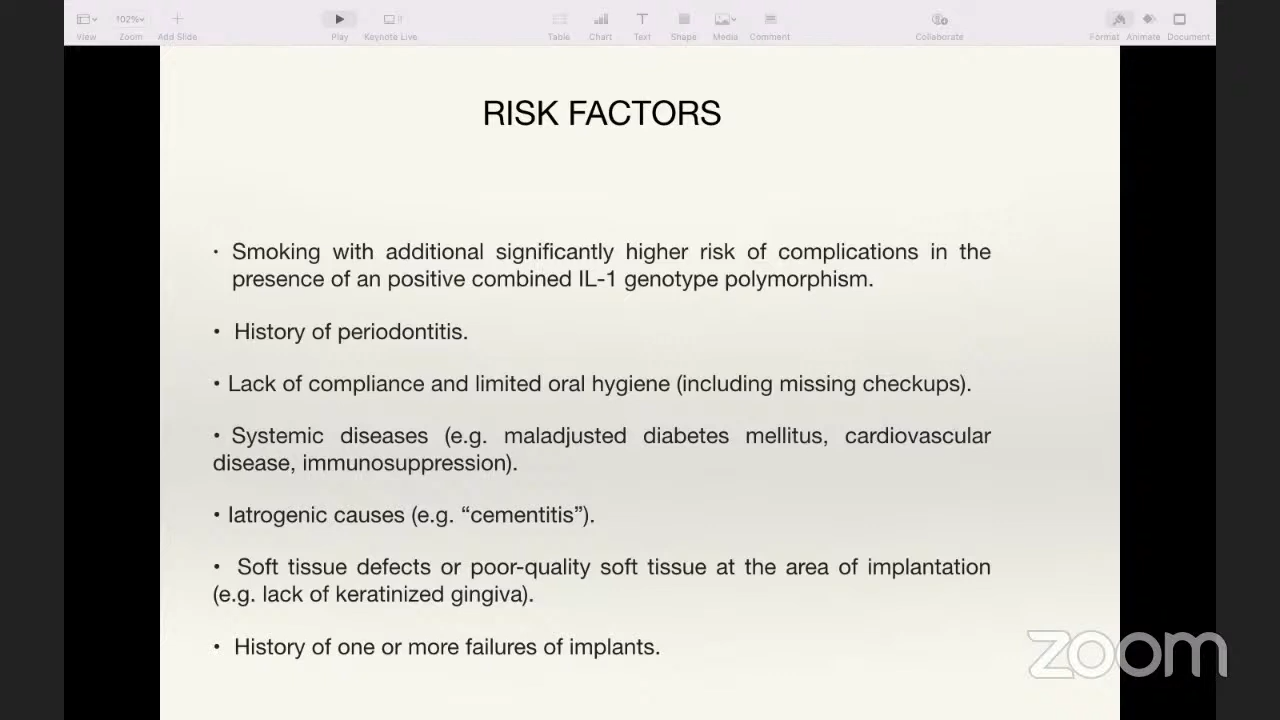 View
102%
Zoom
Add Slide
Play
Keynote Live
Table
Chart
Text
Shape
Media
Comment
Collaborate
Format
Animate
Document
RISK FACTORS
• Smoking with additional significantly higher risk of complications in the
presence of an positive combined IL-1 genotype polymorphism.
• History of periodontitis.
• Lack of compliance and limited oral hygiene (including missing checkups).
• Systemic diseases (e.g. maladjusted diabetes mellitus, cardiovascular
disease, immunosuppression).
• Iatrogenic causes (e.g. “cementitis”).
• Soft tissue defects or poor-quality soft tissue at the area of implantation
(e.g. lack of keratinized gingiva).
• History of one or more failures of implants.
zoom